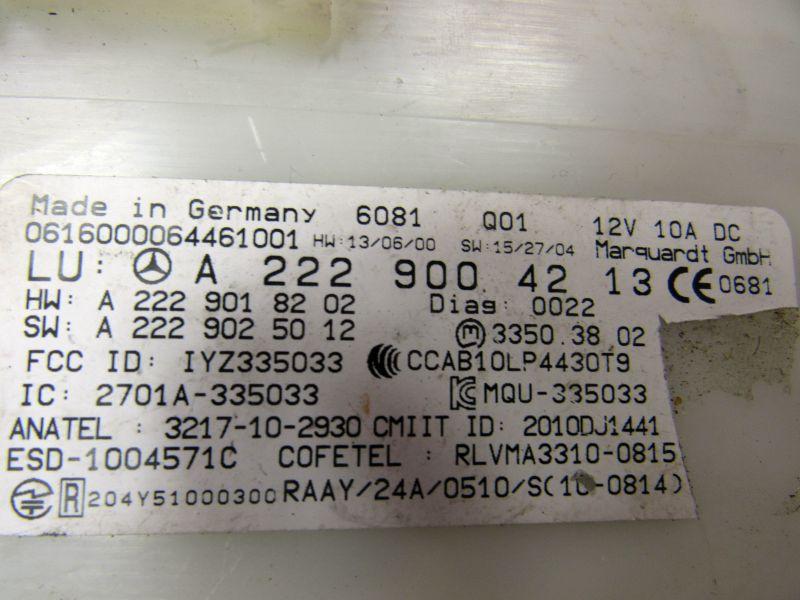 Made in Germany 6081 Q01 12V 10A DC
0616000064461001 HW:13/06/00 SW:15/27/04 Marquardt GmbH
LU: A 222 900 42 13 CE 0681
HW: A 222 901 82 02 Diag: 0022
SW: A 222 902 50 12 M 3350.38 02
FCC ID: IYZ335033 CCAB10LP4430T9
IC: 2701A-335033 MQU-335033
ANATEL : 3217-10-2930 CMIIT ID: 2010DJ1441
ESD-1004571C COFETEL : RLVMA3310-0815
R 204Y51000300 RAAY/24A/0510/S(10-0814)